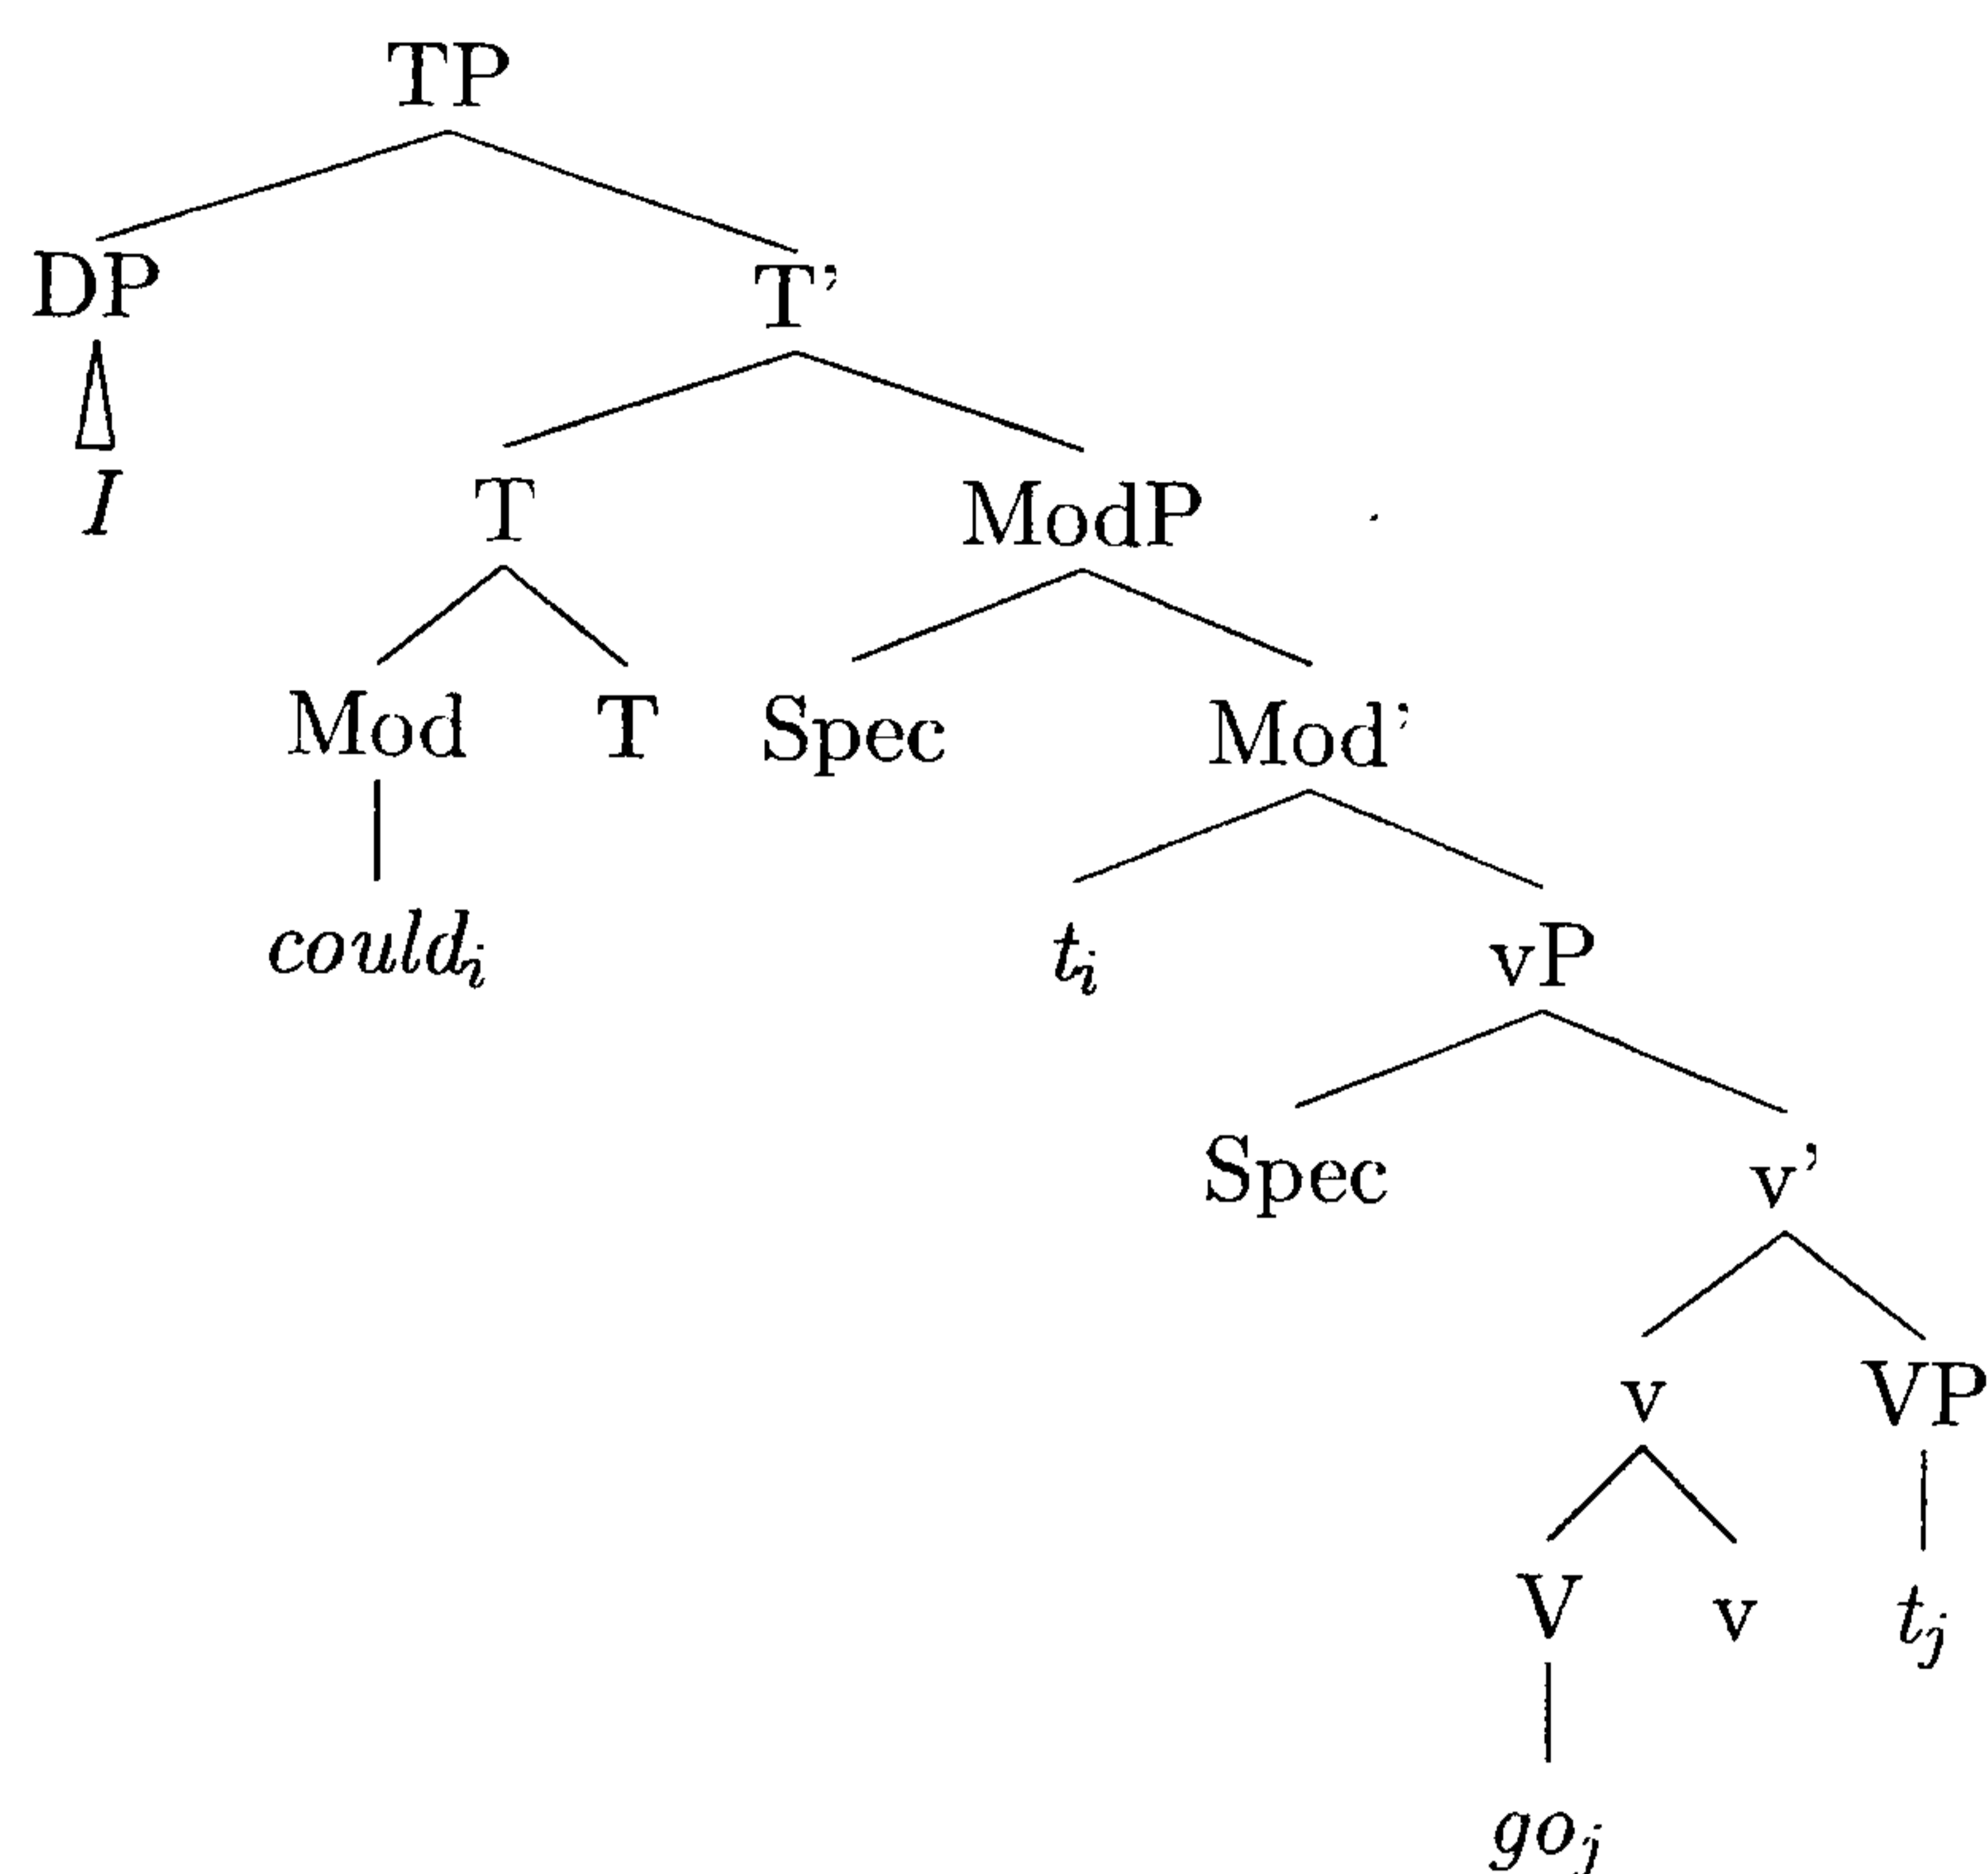 TP
DP T'
I T ModP
Mod T Spec Mod'
could_i t_i vP
Spec v'
v VP
V v t_j
go_j